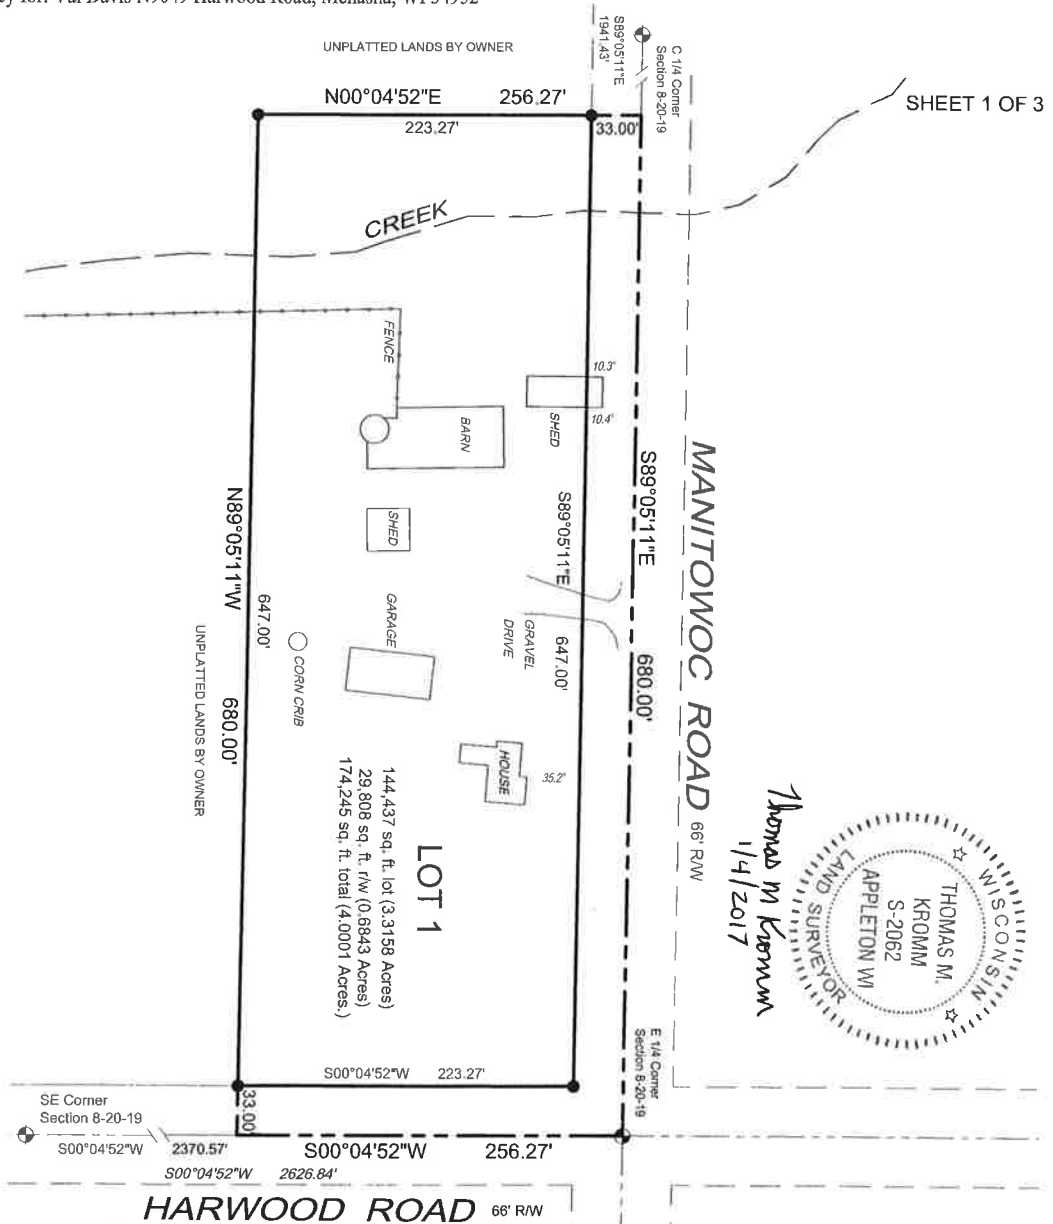 y for: Val Davis N9049 Harwood Road, Menasha, WI 54952
UNPLATTED LANDS BY OWNER
S89°05'11"E
1941.43'
C 1/4 Corner
Section 8-20-19
SHEET 1 OF 3
N00°04'52"E 256.27'
223.27'
33.00'
CREEK
FENCE
BARN
10.3'
10.4'
SHED
SHED
S89°05'11"E 647.00'
S89°05'11"E 680.00'
MANITOWOC ROAD 66' R/W
N89°05'11"W 680.00'
647.00'
UNPLATTED LANDS BY OWNER
GARAGE
GRAVEL
DRIVE
CORN CRIB
HOUSE
35.2'
LOT 1
144,437 sq. ft. lot (3.3158 Acres)
29,808 sq. ft. r/w (0.6843 Acres)
174,245 sq. ft. total (4.0001 Acres.)
Thomas M Kromm
1/4/2017
WISCONSIN
THOMAS M.
KROMM
S-2062
APPLETON WI
LAND SURVEYOR
E 1/4 Corner
Section 8-20-19
S00°04'52"W 223.27'
33.00'
SE Corner
Section 8-20-19
S00°04'52"W 2370.57'
S00°04'52"W 256.27'
S00°04'52"W 2626.84'
HARWOOD ROAD 66' R/W